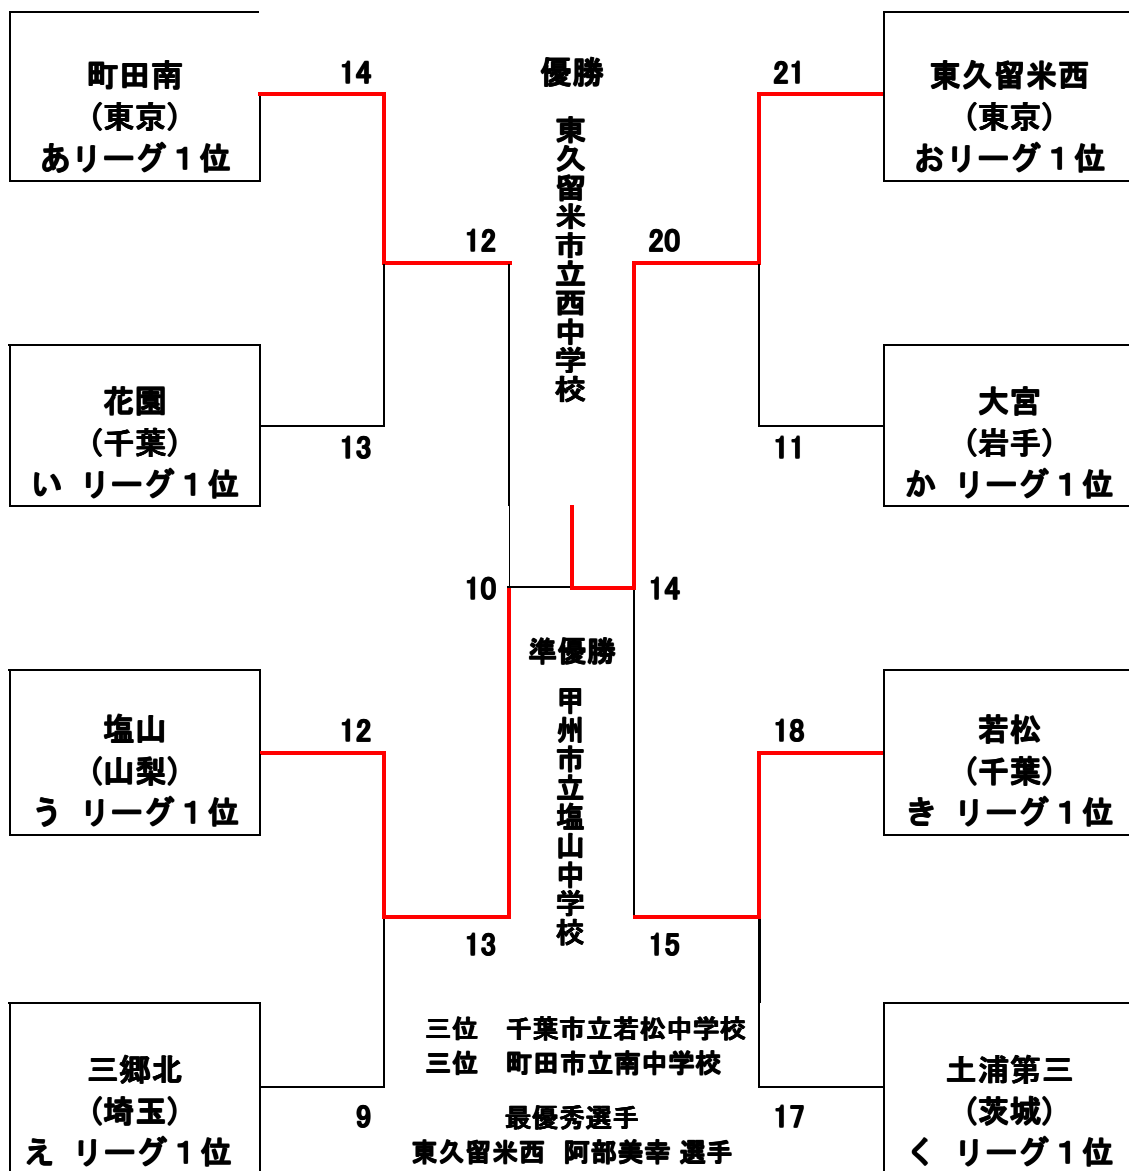 町田南
(東京)
あリーグ1位
14
優勝
21
東久留米西
(東京)
おリーグ1位
東久留米市立西中学校
12
20
花園
(千葉)
い リーグ1位
13
11
大宮
(岩手)
か リーグ1位
10
14
準優勝
甲州市立塩山中学校
塩山
(山梨)
う リーグ1位
12
18
若松
(千葉)
き リーグ1位
13
15
三位 千葉市立若松中学校
三位 町田市立南中学校
三郷北
(埼玉)
え リーグ1位
9
最優秀選手
東久留米西 阿部美幸 選手
17
土浦第三
(茨城)
く リーグ1位